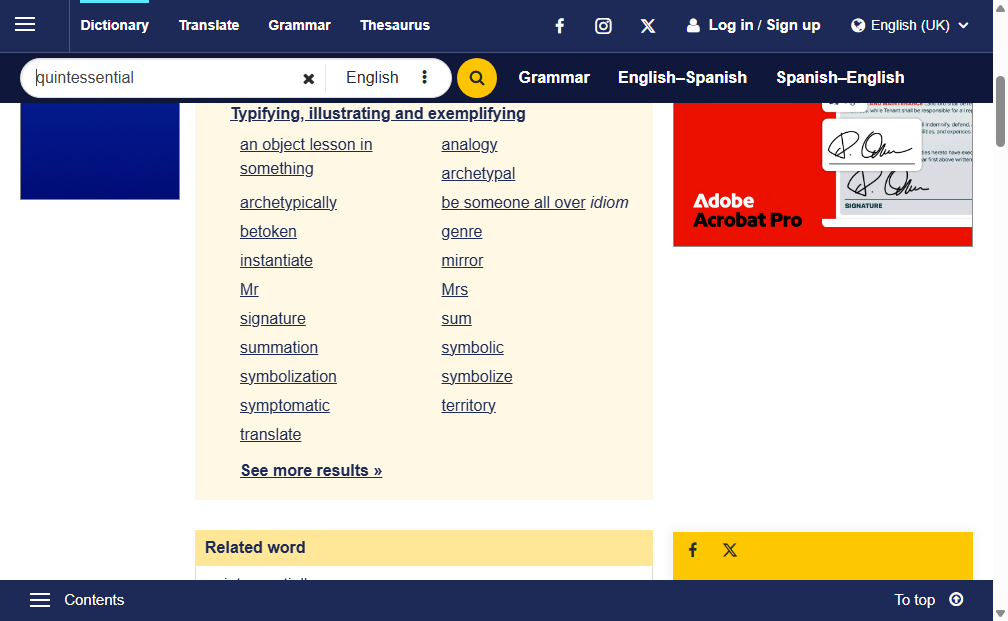 Dictionary Translate Grammar Thesaurus
Log in / Sign up English (UK)
quintessential English
Grammar English–Spanish Spanish–English
Typifying, illustrating and exemplifying
an object lesson in something
analogy
archetypal
archetypically
be someone all over idiom
betoken
genre
instantiate
mirror
Mr
Mrs
signature
sum
summation
symbolic
symbolization
symbolize
symptomatic
territory
translate
See more results »
Related word
Adobe
Acrobat Pro
SIGNATURE
Contents
To top